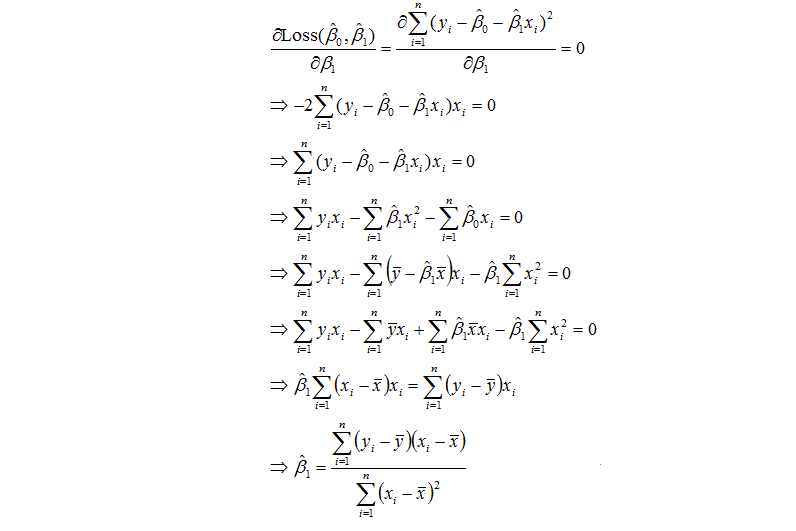 ∂Loss(β̂₀, β̂₁)/∂β₁ = ∂∑ᵢ₌₁ⁿ(yᵢ − β̂₀ − β̂₁xᵢ)²/∂β₁ = 0
⇒ −2∑ᵢ₌₁ⁿ(yᵢ − β̂₀ − β̂₁xᵢ)xᵢ = 0
⇒ ∑ᵢ₌₁ⁿ(yᵢ − β̂₀ − β̂₁xᵢ)xᵢ = 0
⇒ ∑ᵢ₌₁ⁿ yᵢxᵢ − ∑ᵢ₌₁ⁿ β̂₁xᵢ² − ∑ᵢ₌₁ⁿ β̂₀xᵢ = 0
⇒ ∑ᵢ₌₁ⁿ yᵢxᵢ − ∑ᵢ₌₁ⁿ(ȳ − β̂₁x̄)xᵢ − β̂₁∑ᵢ₌₁ⁿ xᵢ² = 0
⇒ ∑ᵢ₌₁ⁿ yᵢxᵢ − ∑ᵢ₌₁ⁿ ȳxᵢ + ∑ᵢ₌₁ⁿ β̂₁x̄xᵢ − β̂₁∑ᵢ₌₁ⁿ xᵢ² = 0
⇒ β̂₁∑ᵢ₌₁ⁿ(xᵢ − x̄)xᵢ = ∑ᵢ₌₁ⁿ(yᵢ − ȳ)xᵢ
⇒ β̂₁ = ∑ᵢ₌₁ⁿ(yᵢ − ȳ)(xᵢ − x̄)/∑ᵢ₌₁ⁿ(xᵢ − x̄)²